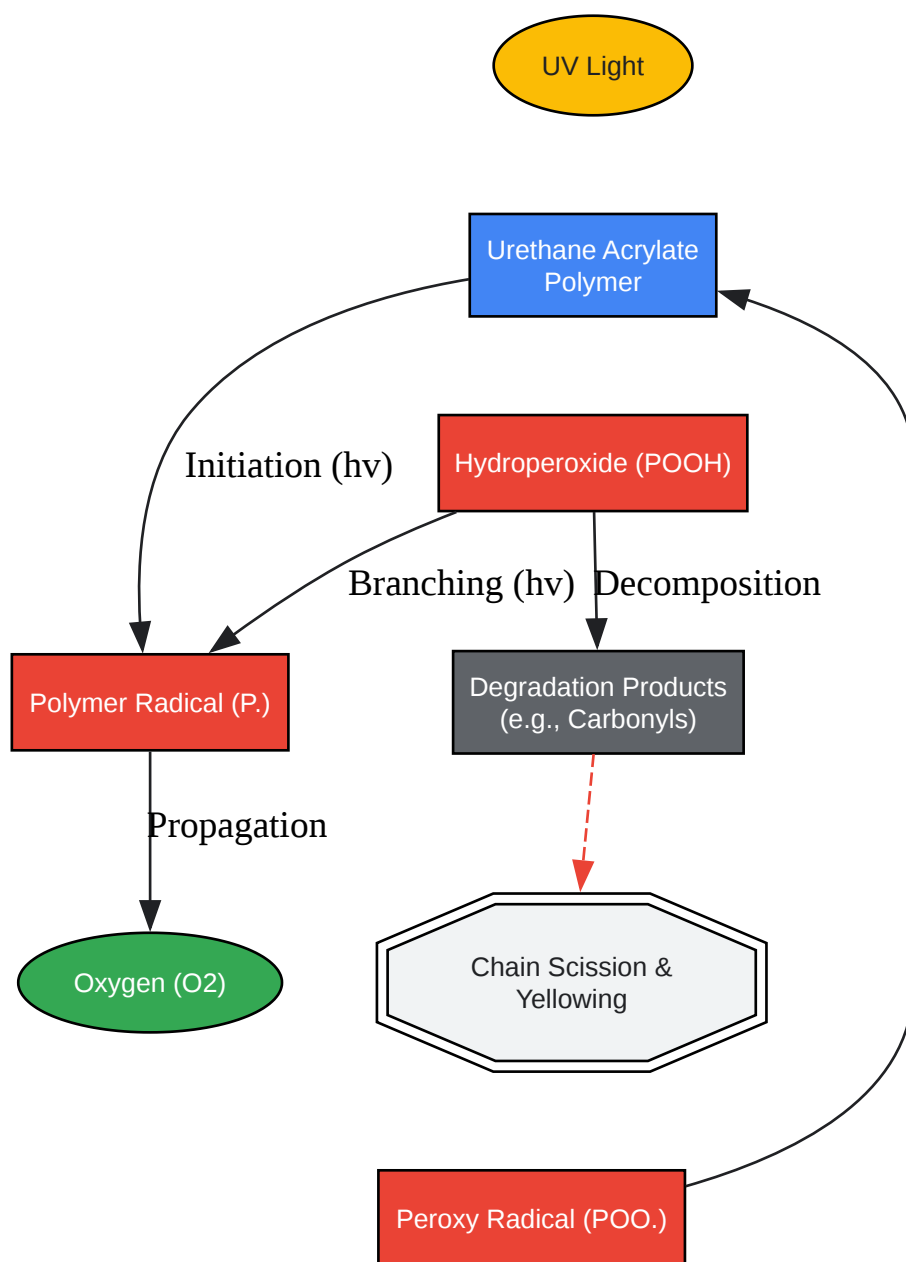 UV Light
Urethane Acrylate
Polymer
Initiation (hv)
Hydroperoxide (POOH)
Branching (hv)
Decomposition
Polymer Radical (P.)
Degradation Products
(e.g., Carbonyls)
Propagation
Oxygen (O2)
Chain Scission &
Yellowing
Peroxy Radical (POO.)